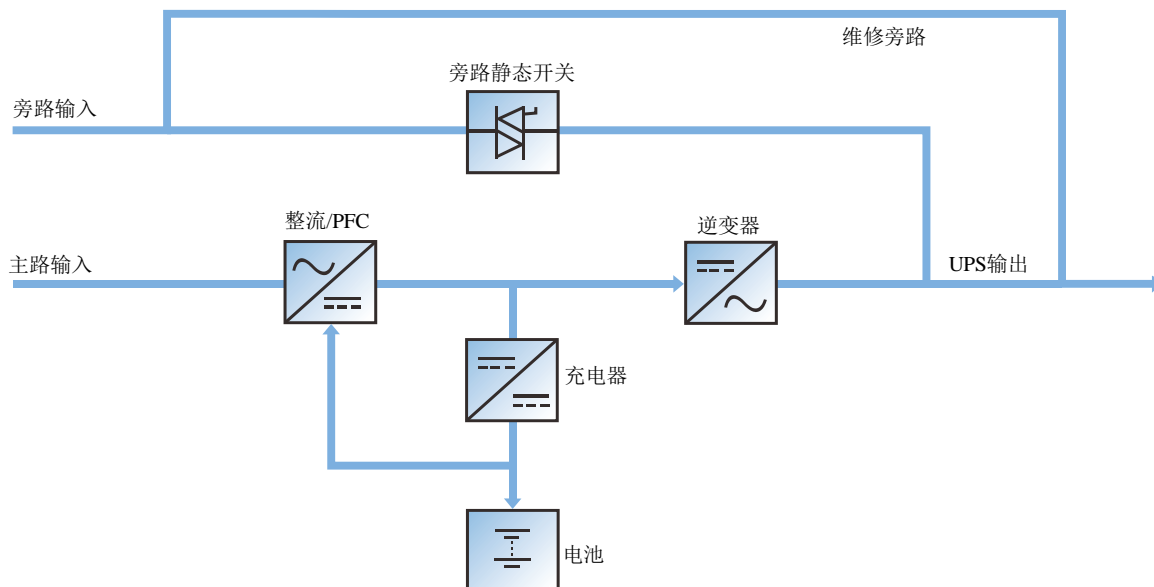 维修旁路
旁路静态开关
旁路输入
整流/PFC
逆变器
主路输入
UPS输出
充电器
电池